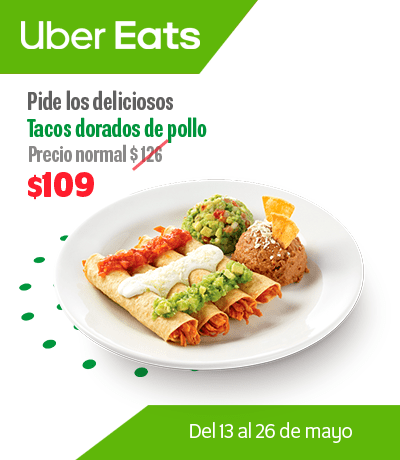 Uber Eats
Pide los deliciosos
Tacos dorados de pollo
Precio normal $126
$109
Del 13 al 26 de mayo